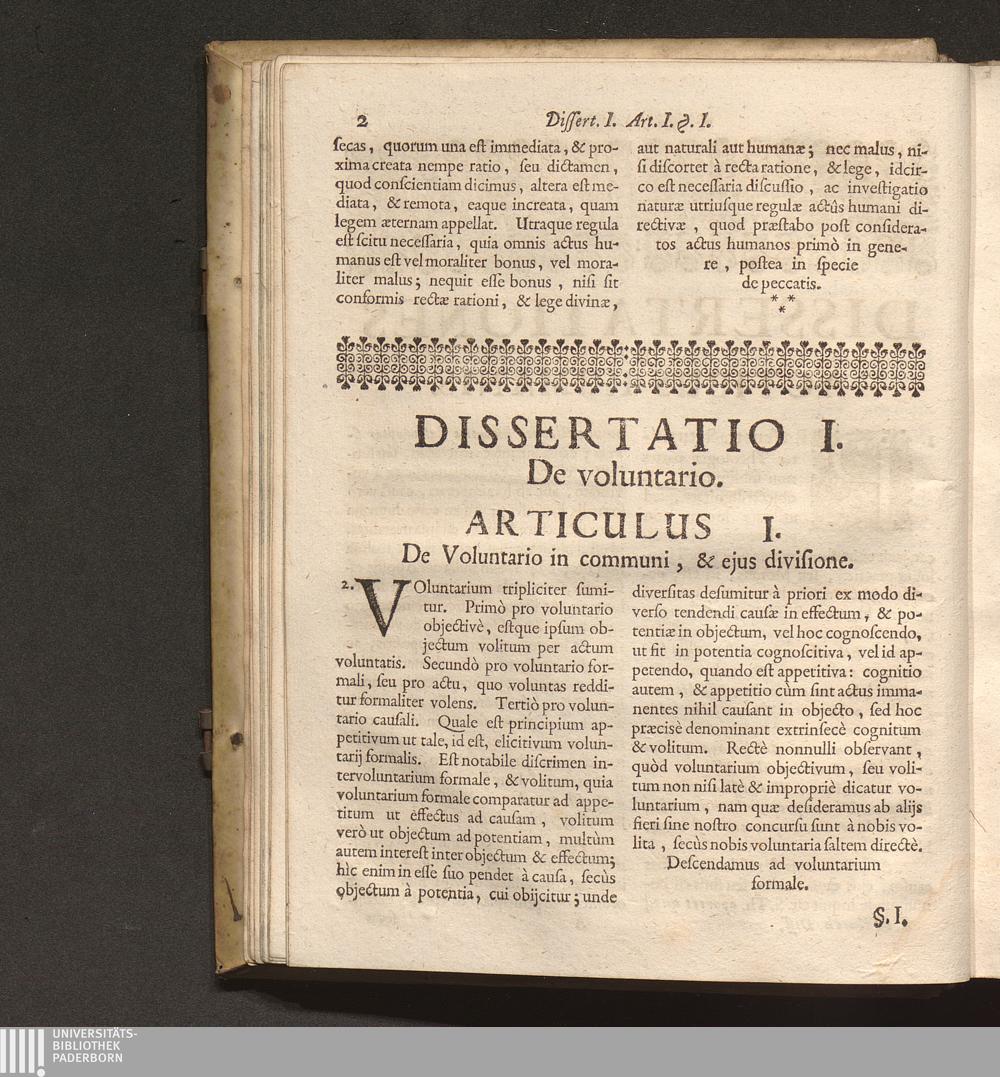 2
Dissert. I. Art. I. §. I.
secas, quorum una est immediata, & pro-
xima creata nempe ratio, seu dictamen,
quod conscientiam dicimus, altera est me-
diata, & remota, eaque increata, quam
legem æternam appellat. Utraque regula
est scitu necessaria, quia omnis actus hu-
manus est vel moraliter bonus, vel mora-
liter malus; nequit esse bonus, nisi sit
conformis rectæ rationi, & lege divinæ,
aut naturali aut humanæ; nec malus, ni-
si discortet à recta ratione, & lege, idcir-
co est necessaria discussio, ac investigatio
naturæ utriusque regulæ actûs humani di-
rectivæ, quod præstabo post considera-
tos actus humanos primò in gene-
re, postea in specie
de peccatis.
* *
*
DISSERTATIO I.
De voluntario.
ARTICULUS I.
De Voluntario in communi, & ejus divisione.
2. VOluntarium tripliciter sumi-
tur. Primò pro voluntario
objectivè, estque ipsum ob-
jectum volitum per actum
voluntatis. Secundò pro voluntario for-
mali, seu pro actu, quo voluntas reddi-
tur formaliter volens. Tertiò pro volun-
tario causali. Quale est principium ap-
petitivum ut tale, id est, elicitivum volun-
tarij formalis. Est notabile discrimen in-
tervoluntarium formale, & volitum, quia
voluntarium formale comparatur ad appe-
titum ut effectus ad causam, volitum
verò ut objectum ad potentiam, multùm
autem interest inter objectum & effectum;
hic enim in esse suo pendet à causa, secùs
objectum à potentia, cui obijcitur; unde
diversitas desumitur à priori ex modo di-
verso tendendi causæ in effectum, & po-
tentiæ in objectum, vel hoc cognoscendo,
ut fit in potentia cognoscitiva, vel id ap-
petendo, quando est appetitiva: cognitio
autem, & appetitio cùm sint actus imma-
nentes nihil causant in objecto, sed hoc
præcisè denominant extrinsecè cognitum
& volitum. Rectè nonnulli observant,
quòd voluntarium objectivum, seu voli-
tum non nisi latè & impropriè dicatur vo-
luntarium, nam quæ desideramus ab alijs
fieri sine nostro concursu sunt à nobis vo-
lita, secùs nobis voluntaria saltem directè.
Descendamus ad voluntarium
formale.
§. I.
UNIVERSITÄTS-
BIBLIOTHEK
PADERBORN